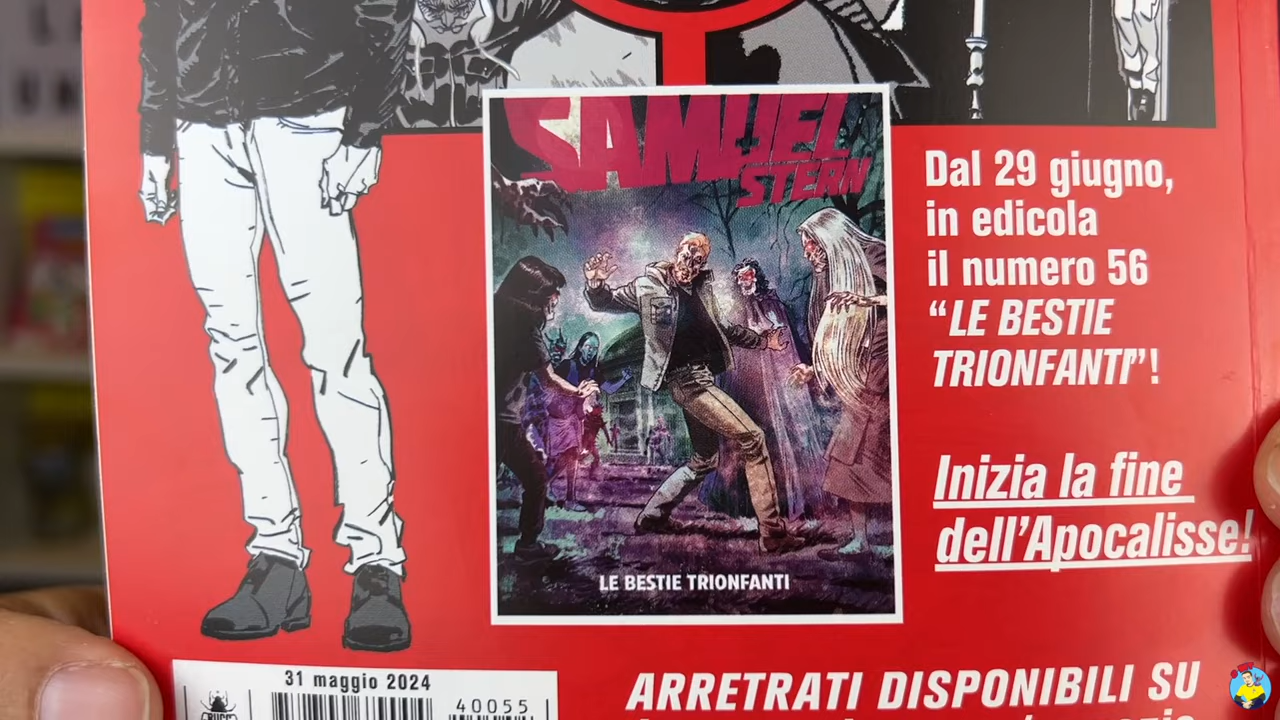 SAMUEL
STERN
LE BESTIE TRIONFANTI
Dal 29 giugno,
in edicola
il numero 56
“LE BESTIE
TRIONFANTI”!
Inizia la fine
dell’Apocalisse!
31 maggio 2024
40055
BUGS
ARRETRATI DISPONIBILI SU